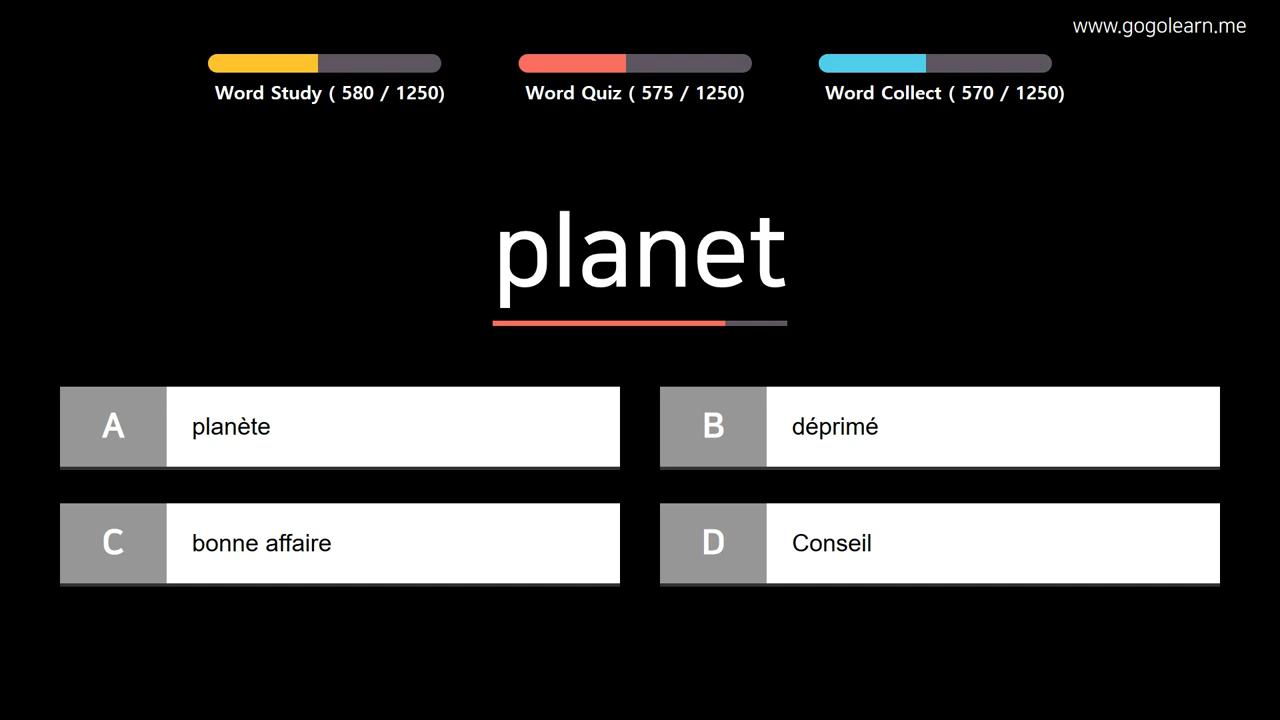 www.gogolearn.me
Word Study ( 580 / 1250)
Word Quiz ( 575 / 1250)
Word Collect ( 570 / 1250)
planet
A planète
B déprimé
C bonne affaire
D Conseil